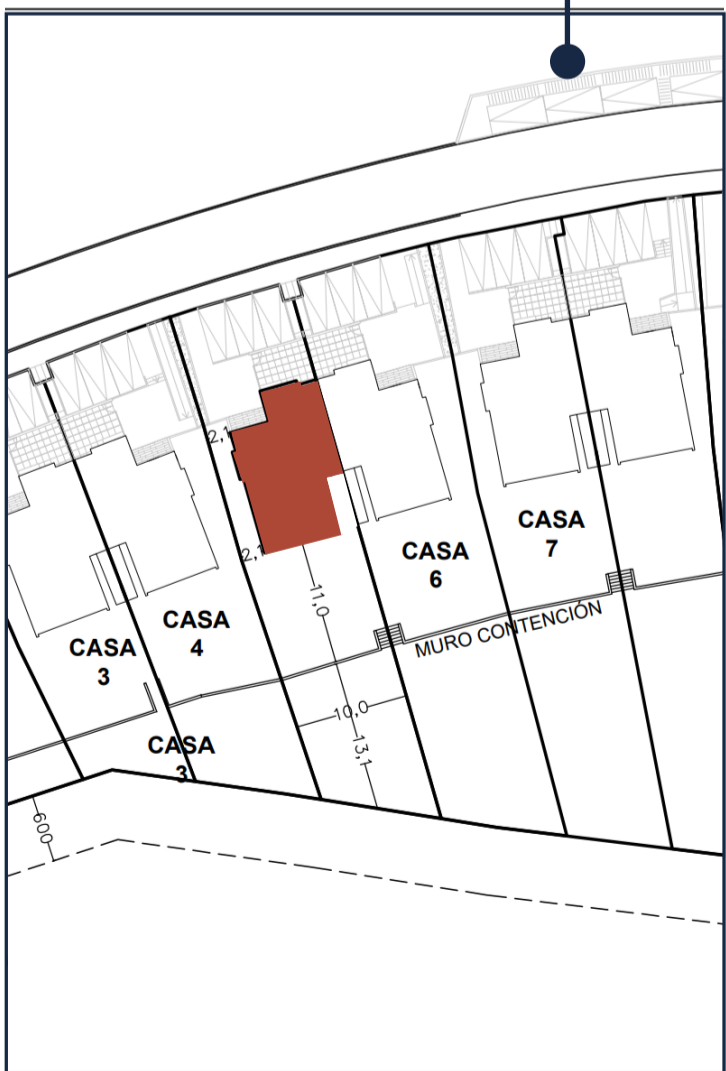 2,1
2,1
CASA
7
CASA
6
11,0
CASA
4
CASA
3
MURO CONTENCIÓN
10,0
CASA
3
13,1
600